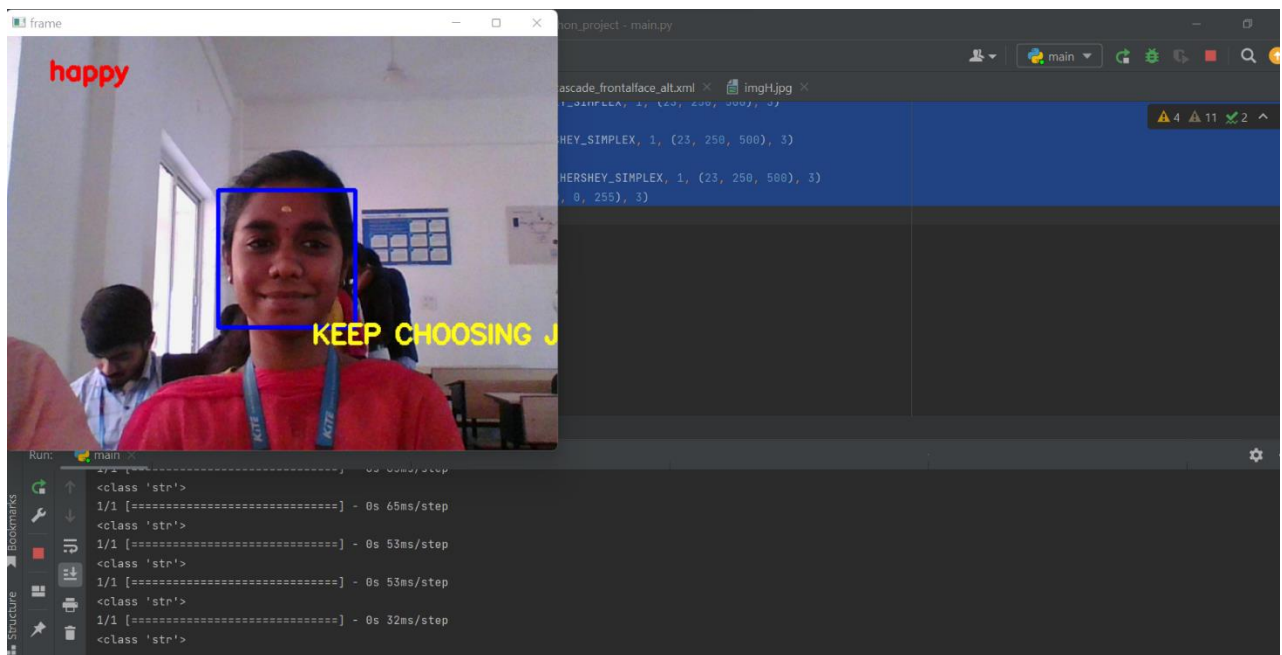 frame
hon_project - main.py
main
ascade_frontalface_alt.xml
imgH.jpg
happy
4 11 2
HEY_SIMPLEX, 1, (23, 250, 500), 3)
HERSHEY_SIMPLEX, 1, (23, 250, 500), 3)
, 0, 255), 3)
KEEP CHOOSING J
KiTE
KiTE
Run: main
<class 'str'>
1/1 [==============================] - 0s 65ms/step
<class 'str'>
1/1 [==============================] - 0s 53ms/step
<class 'str'>
1/1 [==============================] - 0s 53ms/step
<class 'str'>
1/1 [==============================] - 0s 32ms/step
<class 'str'>
Bookmarks
Structure